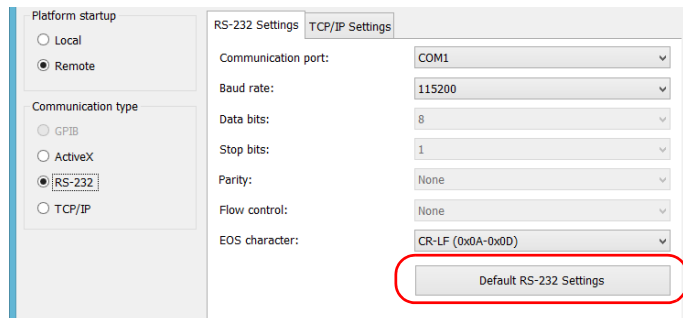 Platform startup
Local
Remote
Communication type
GPIB
ActiveX
RS-232
TCP/IP
RS-232 Settings TCP/IP Settings
Communication port: COM1
Baud rate: 115200
Data bits: 8
Stop bits: 1
Parity: None
Flow control: None
EOS character: CR-LF (0x0A-0x0D)
Default RS-232 Settings